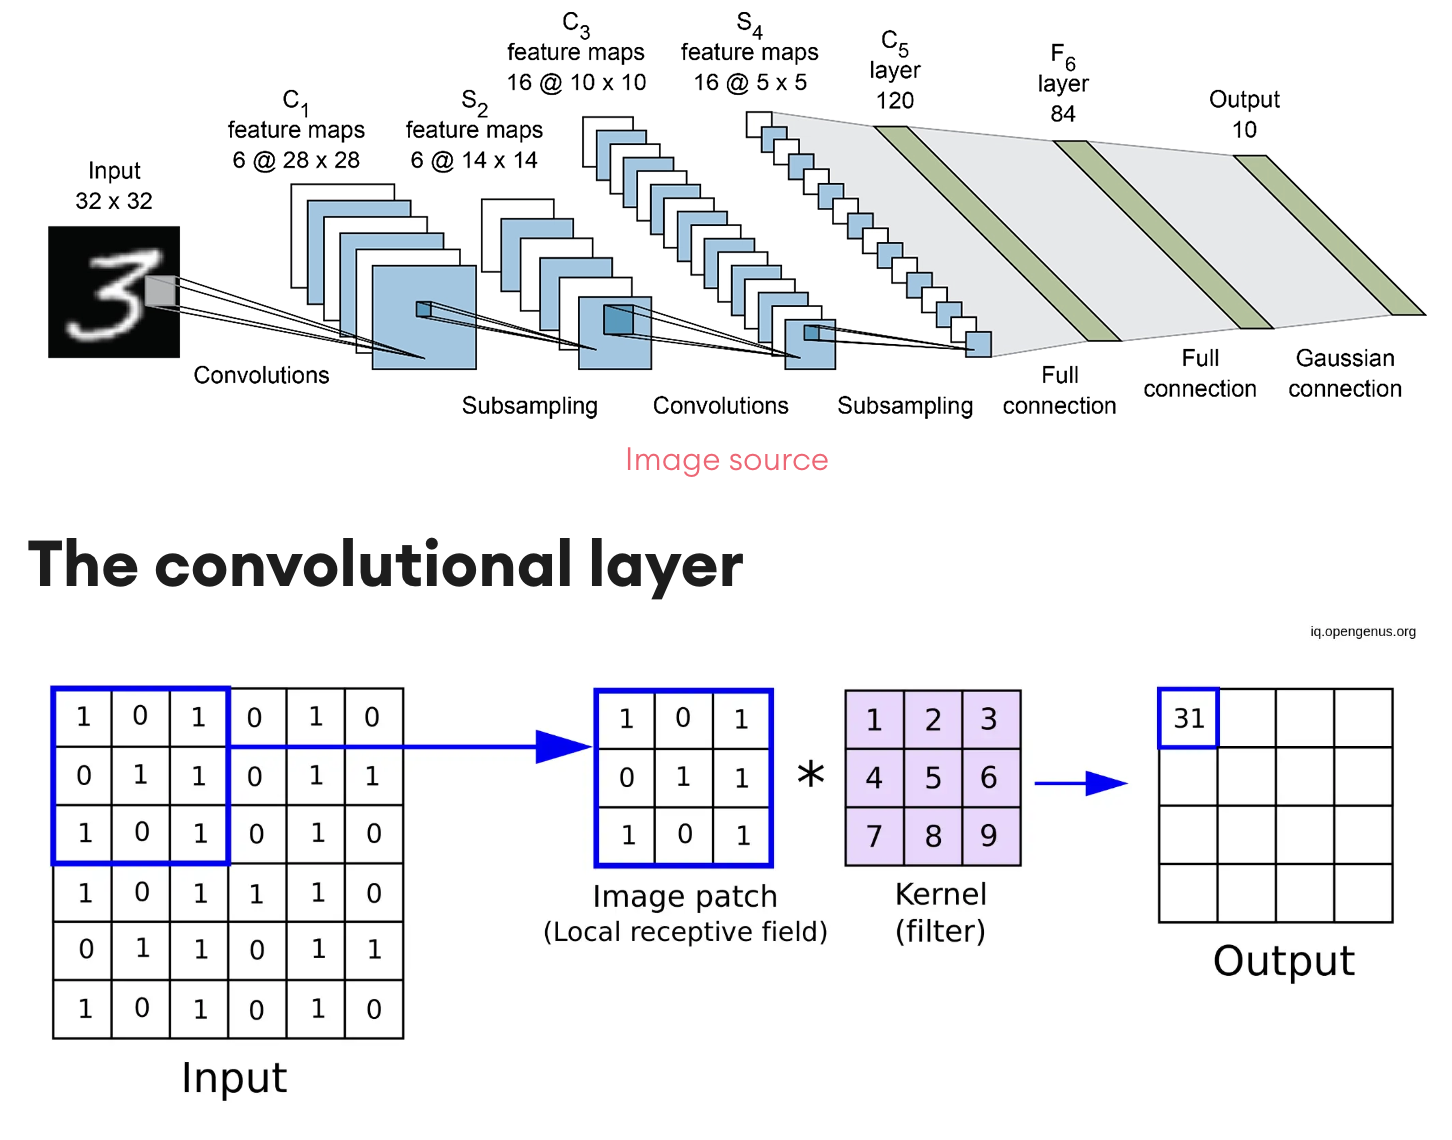 Input
32 x 32
C1
feature maps
6 @ 28 x 28
S2
feature maps
6 @ 14 x 14
C3
feature maps
16 @ 10 x 10
S4
feature maps
16 @ 5 x 5
C5
layer
120
F6
layer
84
Output
10
Convolutions
Subsampling
Convolutions
Subsampling
Full
connection
Full
connection
Gaussian
connection
Image source
The convolutional layer
iq.opengenus.org
1 0 1 0 1 0
0 1 1 0 1 1
1 0 1 0 1 0
1 0 1 1 1 0
0 1 1 0 1 1
1 0 1 0 1 0
Input
1 0 1
0 1 1
1 0 1
Image patch
(Local receptive field)
*
1 2 3
4 5 6
7 8 9
Kernel
(filter)
31
Output
3